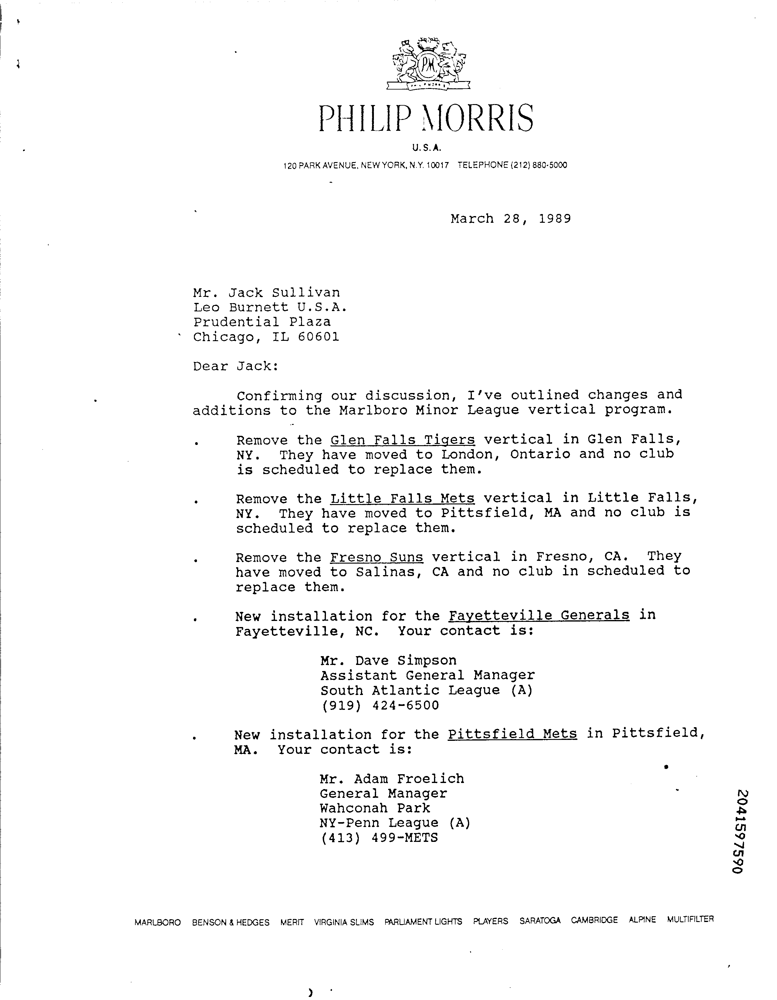 PM
PHILIP MORRIS
U.S.A.
120 PARK AVENUE, NEW YORK, N.Y. 10017 TELEPHONE (212) 880-5000
March 28, 1989
Mr. Jack Sullivan
Leo Burnett U.S.A.
Prudential Plaza
Chicago, IL 60601
Dear Jack:
Confirming our discussion, I've outlined changes and
additions to the Marlboro Minor League vertical program.
. Remove the Glen Falls Tigers vertical in Glen Falls,
NY. They have moved to London, Ontario and no club
is scheduled to replace them.
. Remove the Little Falls Mets vertical in Little Falls,
NY. They have moved to Pittsfield, MA and no club is
scheduled to replace them.
. Remove the Fresno Suns vertical in Fresno, CA. They
have moved to Salinas, CA and no club in scheduled to
replace them.
. New installation for the Fayetteville Generals in
Fayetteville, NC. Your contact is:
Mr. Dave Simpson
Assistant General Manager
South Atlantic League (A)
(919) 424-6500
. New installation for the Pittsfield Mets in Pittsfield,
MA. Your contact is:
Mr. Adam Froelich
General Manager
Wahconah Park
NY-Penn League (A)
(413) 499-METS
2041597590
MARLBORO BENSON & HEDGES MERIT VIRGINIA SLIMS PARLIAMENT LIGHTS PLAYERS SARATOGA CAMBRIDGE ALPINE MULTIFILTER